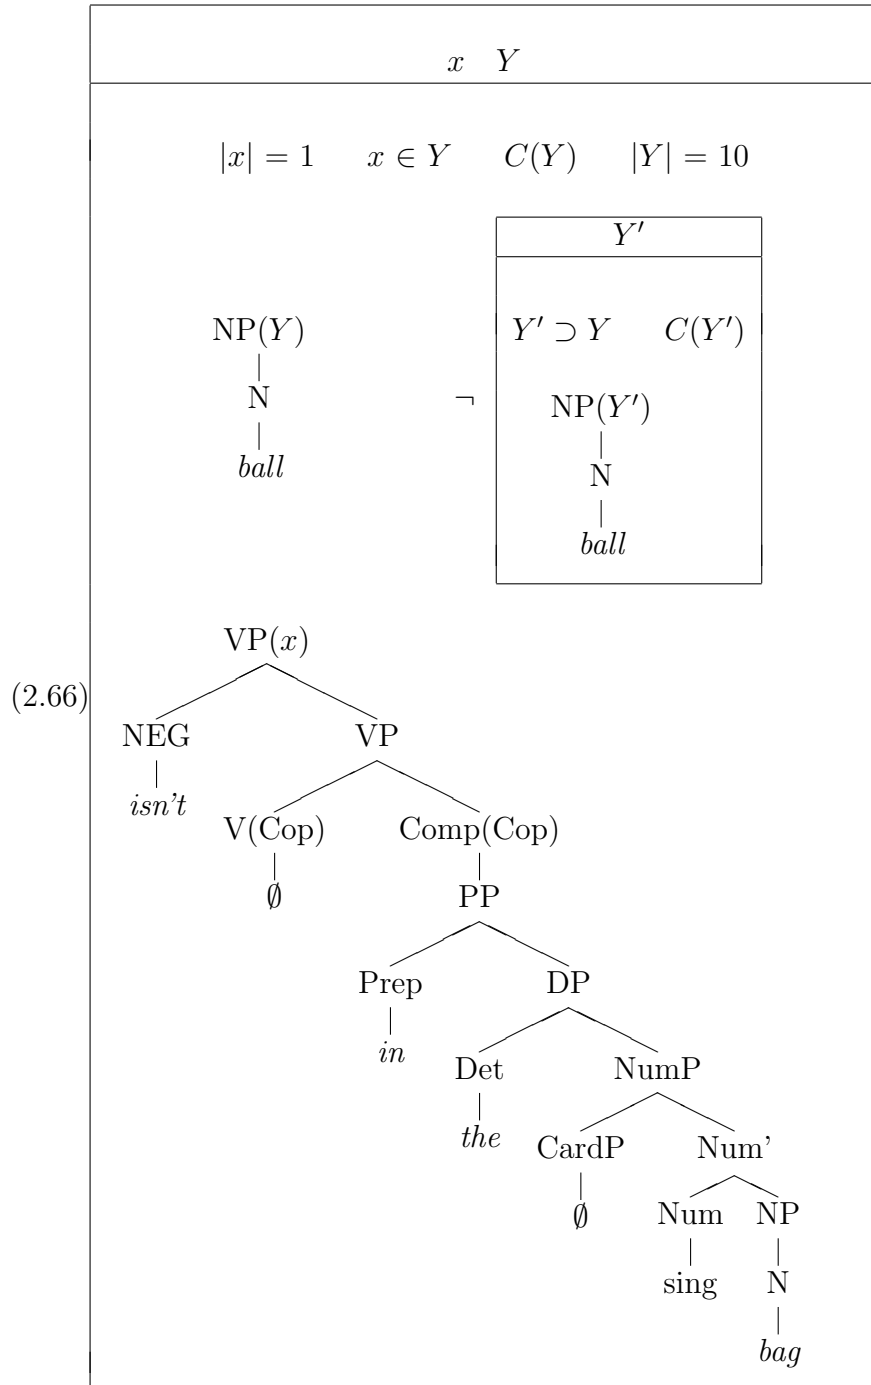 x Y
|x| = 1 x ∈ Y C(Y) |Y| = 10
Y′
NP(Y) Y′ ⊃ Y C(Y′)
N ¬ NP(Y′)
ball N
ball
VP(x)
(2.66)
NEG VP
isn't V(Cop) Comp(Cop)
∅ PP
Prep DP
in Det NumP
the CardP Num'
∅ Num NP
sing N
bag